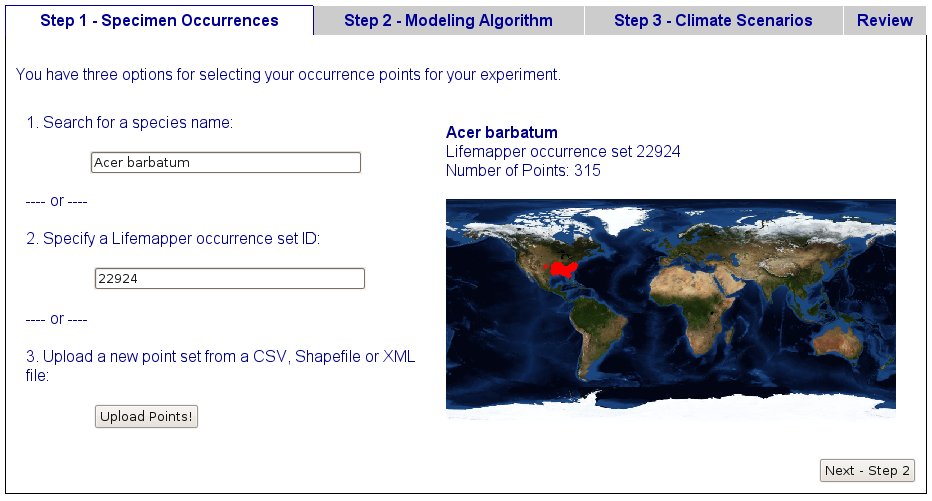 Step 1 - Specimen Occurrences
Step 2 - Modeling Algorithm
Step 3 - Climate Scenarios
Review
You have three options for selecting your occurrence points for your experiment.
1. Search for a species name:
Acer barbatum
---- or ----
2. Specify a Lifemapper occurrence set ID:
22924
---- or ----
3. Upload a new point set from a CSV, Shapefile or XML
file:
Upload Points!
Acer barbatum
Lifemapper occurrence set 22924
Number of Points: 315
Next - Step 2